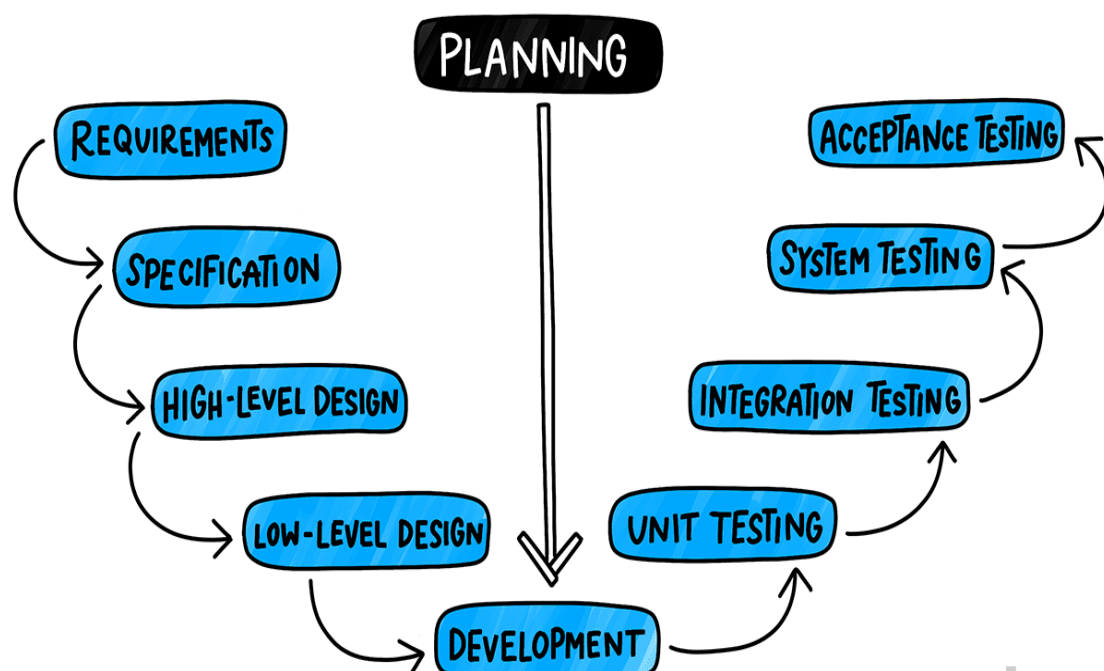 PLANNING
REQUIREMENTS
SPECIFICATION
HIGH-LEVEL DESIGN
LOW-LEVEL DESIGN
DEVELOPMENT
UNIT TESTING
INTEGRATION TESTING
SYSTEM TESTING
ACCEPTANCE TESTING